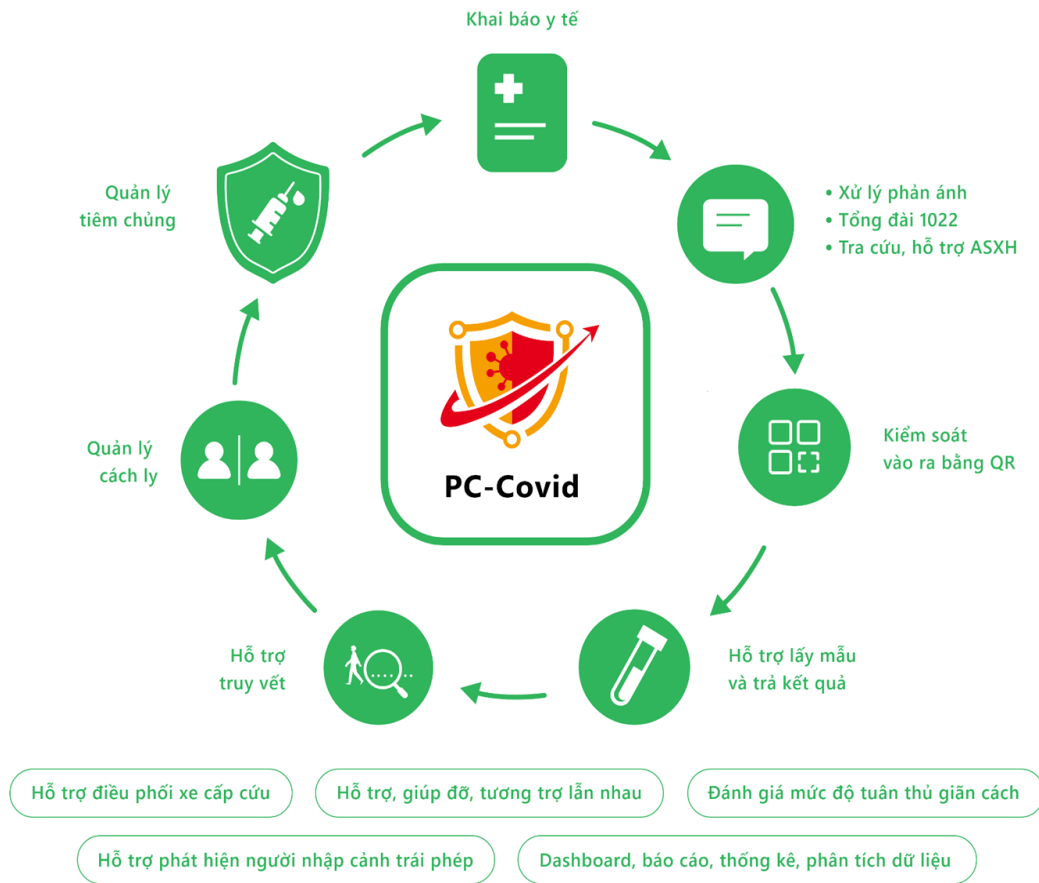 Khai báo y tế
Quản lý
tiêm chủng
• Xử lý phản ánh
• Tổng đài 1022
• Tra cứu, hỗ trợ ASXH
PC-Covid
Quản lý
cách ly
Kiểm soát
vào ra bằng QR
Hỗ trợ
truy vết
Hỗ trợ lấy mẫu
và trả kết quả
Hỗ trợ điều phối xe cấp cứu
Hỗ trợ, giúp đỡ, tương trợ lẫn nhau
Đánh giá mức độ tuân thủ giãn cách
Hỗ trợ phát hiện người nhập cảnh trái phép
Dashboard, báo cáo, thống kê, phân tích dữ liệu